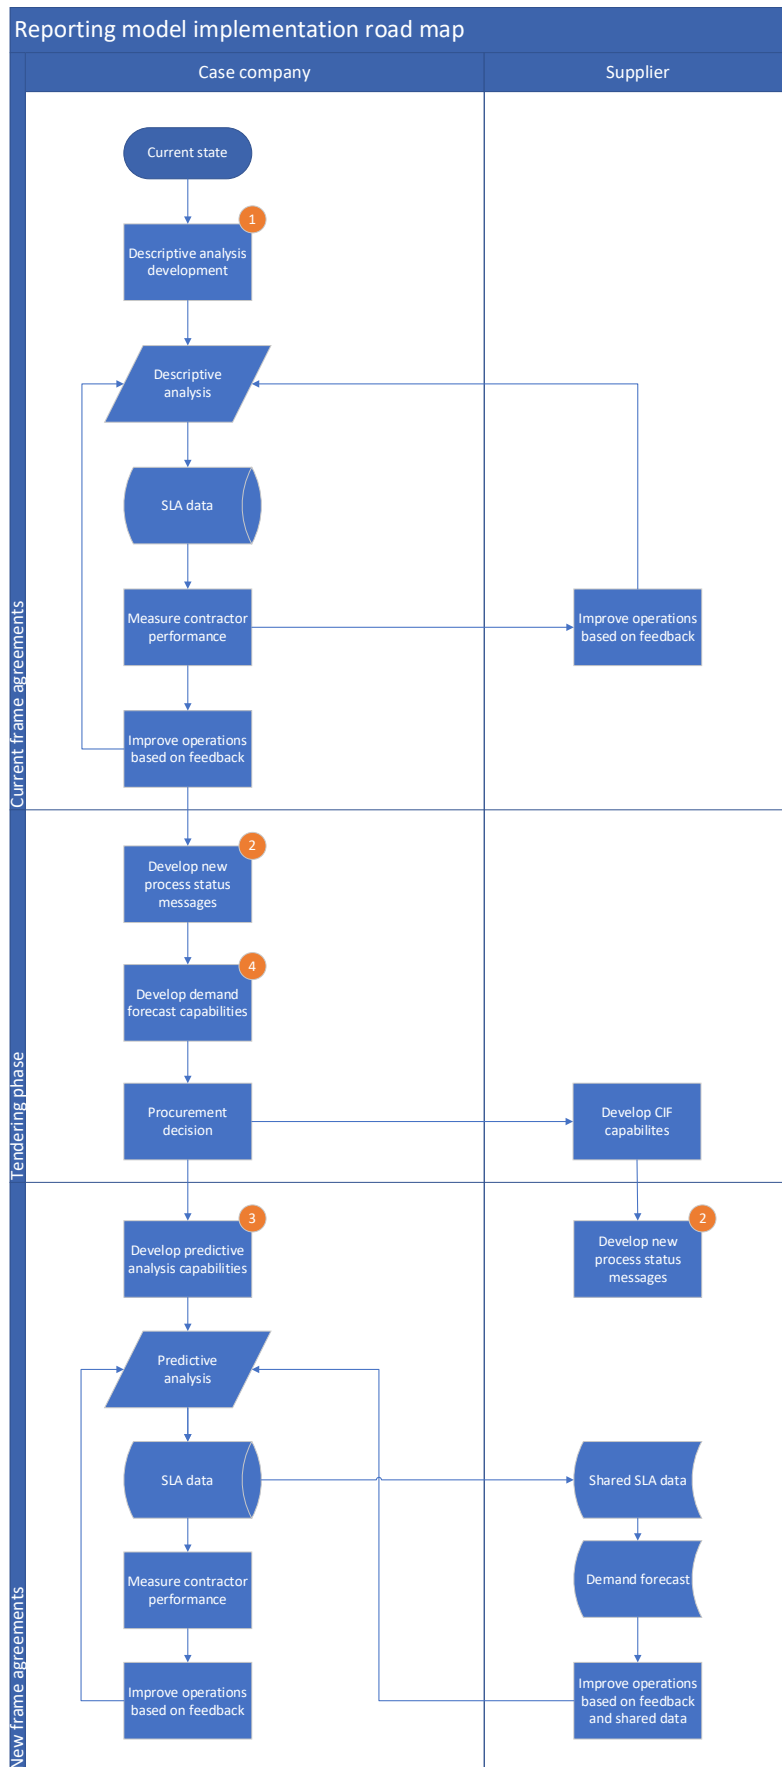 Reporting model implementation road map
Case company
Supplier
Current frame agreements
Current state
1
Descriptive analysis
development
Descriptive
analysis
SLA data
Measure contractor
performance
Improve operations
based on feedback
Improve operations
based on feedback
Tendering phase
2
Develop new
process status
messages
4
Develop demand
forecast capabilities
Procurement
decision
Develop CIF
capabilites
New frame agreements
3
Develop predictive
analysis capabilities
2
Develop new
process status
messages
Predictive
analysis
SLA data
Shared SLA data
Measure contractor
performance
Demand forecast
Improve operations
based on feedback
Improve operations
based on feedback
and shared data